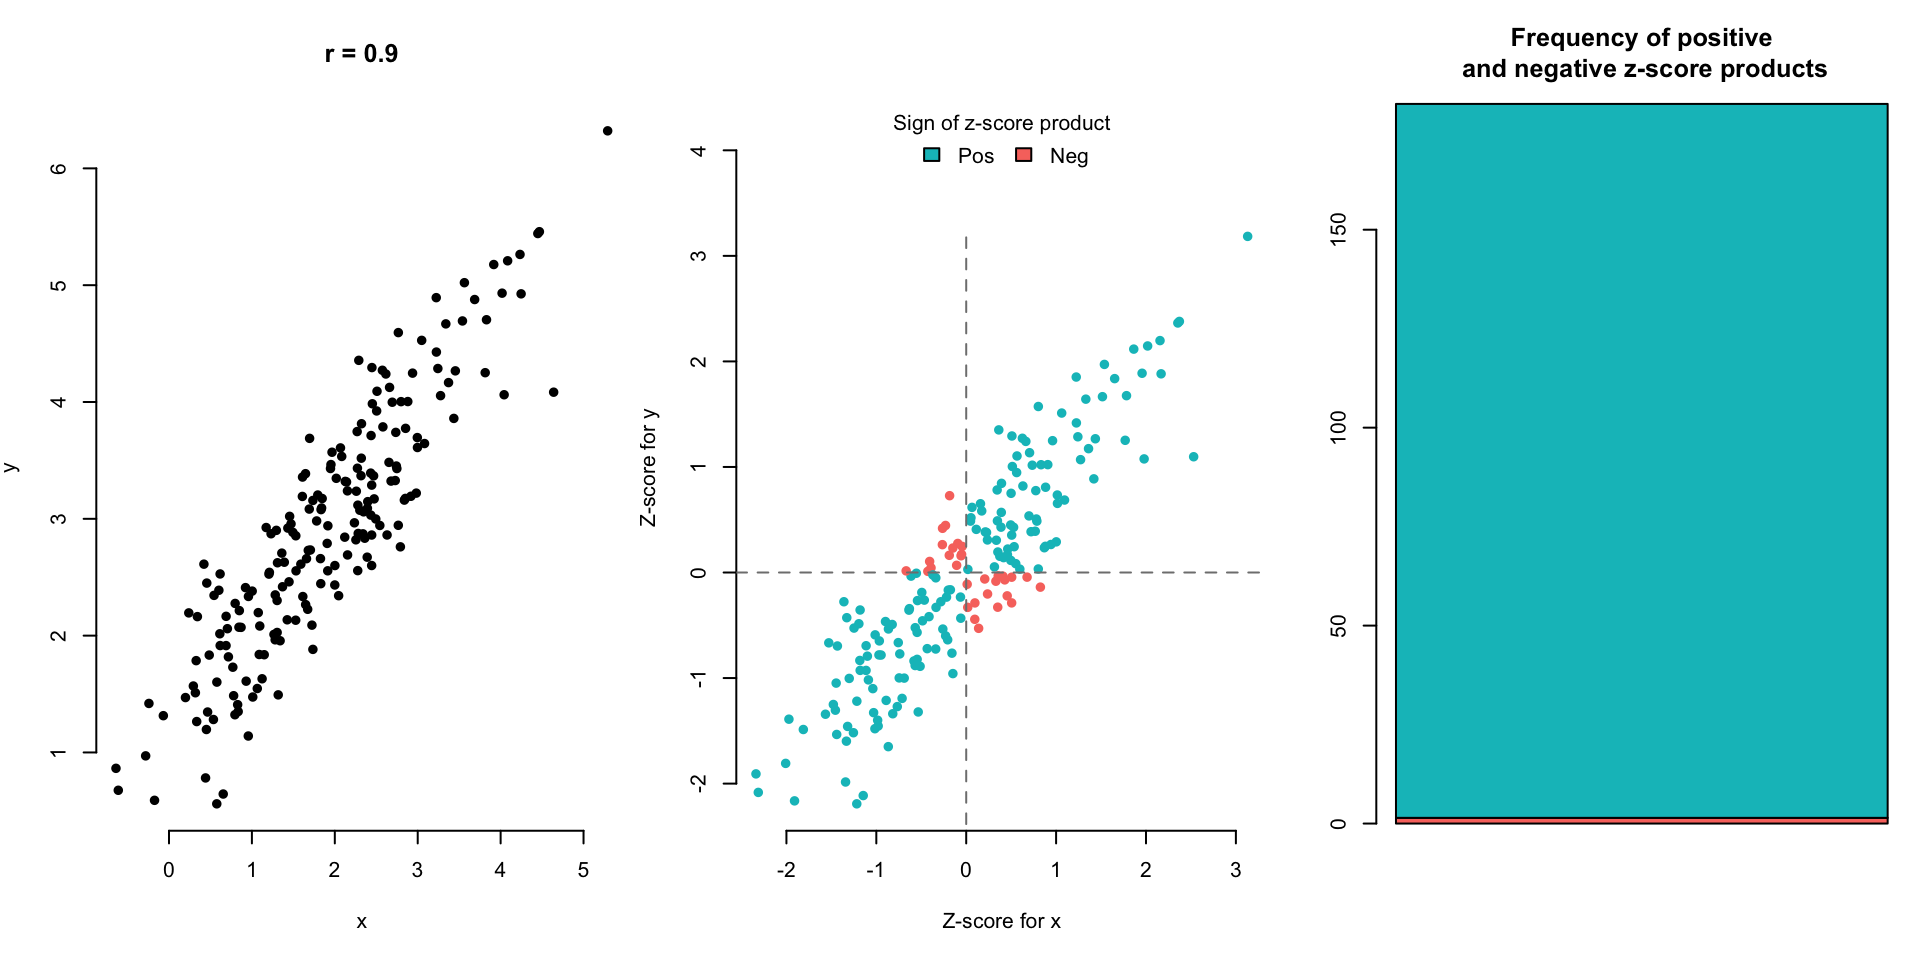 r = 0.9
y
6
5
4
3
2
1
0 1 2 3 4 5
x
Sign of z-score product
Pos Neg
Z-score for y
4
3
2
1
0
-1
-2
-2 -1 0 1 2 3
Z-score for x
Frequency of positive
and negative z-score products
150
100
50
0